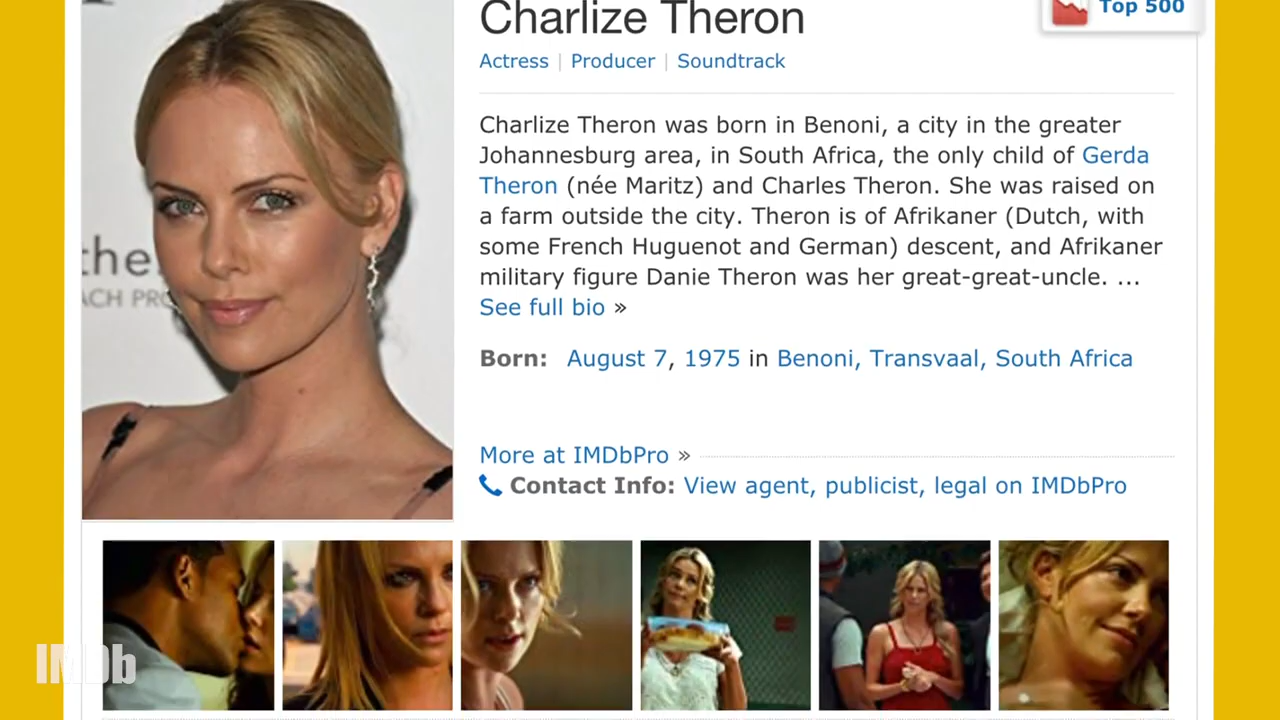 Charlize Theron
Top 500
Actress | Producer | Soundtrack
Charlize Theron was born in Benoni, a city in the greater
Johannesburg area, in South Africa, the only child of Gerda
Theron (née Maritz) and Charles Theron. She was raised on
a farm outside the city. Theron is of Afrikaner (Dutch, with
some French Huguenot and German) descent, and Afrikaner
military figure Danie Theron was her great-great-uncle. ...
See full bio »
Born: August 7, 1975 in Benoni, Transvaal, South Africa
More at IMDbPro »
Contact Info: View agent, publicist, legal on IMDbPro
IMDb